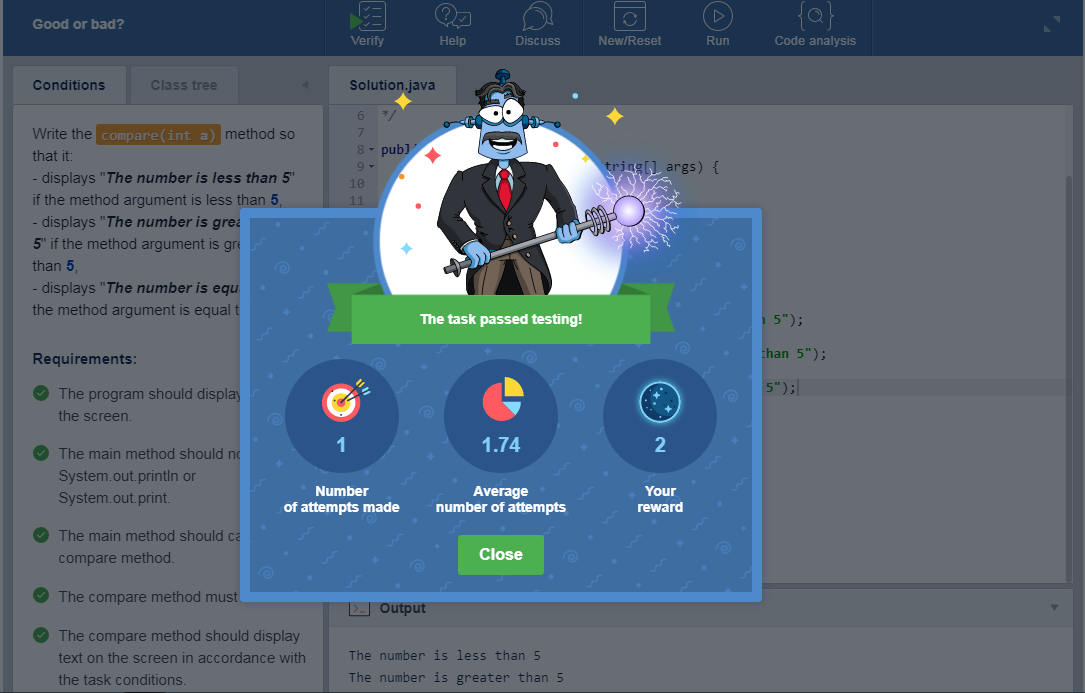 Good or bad?
Verify
Help
Discuss
New/Reset
Run
Code analysis
Conditions
Class tree
Solution.java
Write the compare(int a) method so
that it:
- displays "The number is less than 5"
if the method argument is less than 5,
- displays "The number is grea
5" if the method argument is gre
than 5,
- displays "The number is equ
the method argument is equal t
Requirements:
The program should display
the screen.
The main method should no
System.out.println or
System.out.print.
The main method should ca
compare method.
The compare method must
The compare method should display
text on the screen in accordance with
the task conditions.
6 */
7
8 publi
9 tring[] args) {
10
11
5");
han 5");
5");
The task passed testing!
1
Number
of attempts made
1.74
Average
number of attempts
2
Your
reward
Close
Output
The number is less than 5
The number is greater than 5